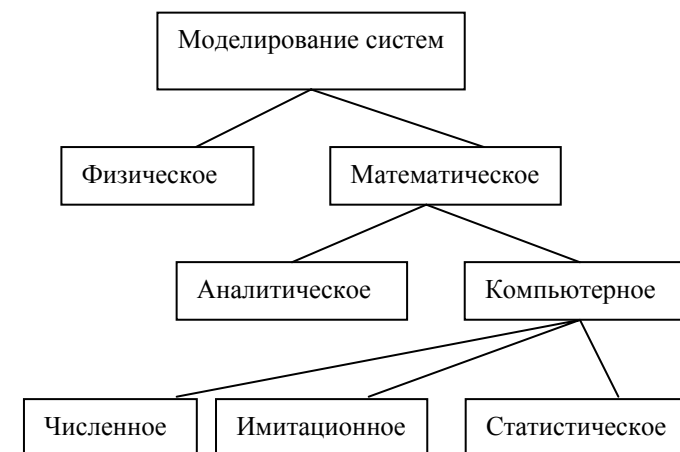 Моделирование систем
Физическое
Математическое
Аналитическое
Компьютерное
Численное
Имитационное
Статистическое